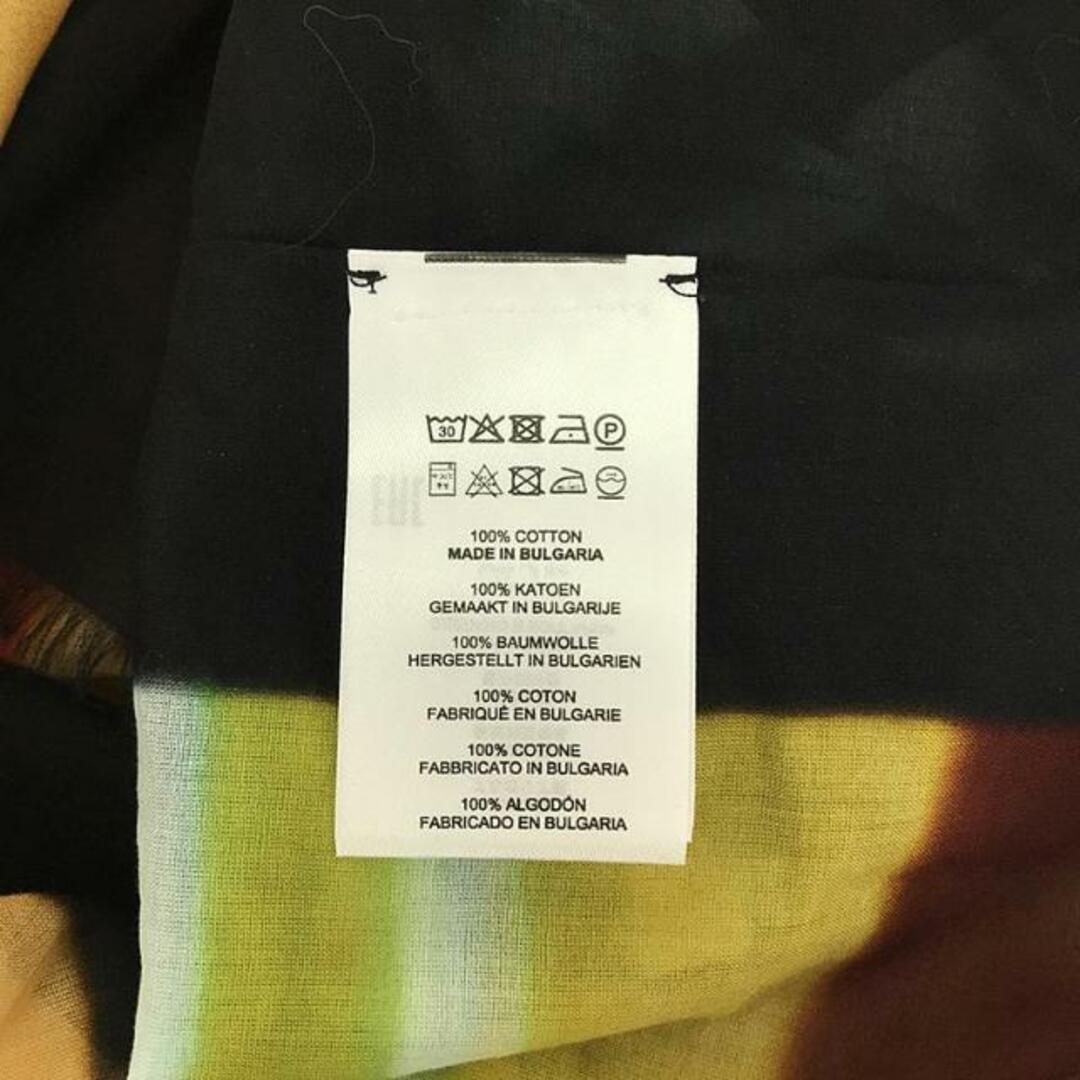 30 P
100% COTTON
MADE IN BULGARIA
100% KATOEN
GEMAAKT IN BULGARIJE
100% BAUMWOLLE
HERGESTELLT IN BULGARIEN
100% COTON
FABRIQUÉ EN BULGARIE
100% COTONE
FABBRICATO IN BULGARIA
100% ALGODÓN
FABRICADO EN BULGARIA